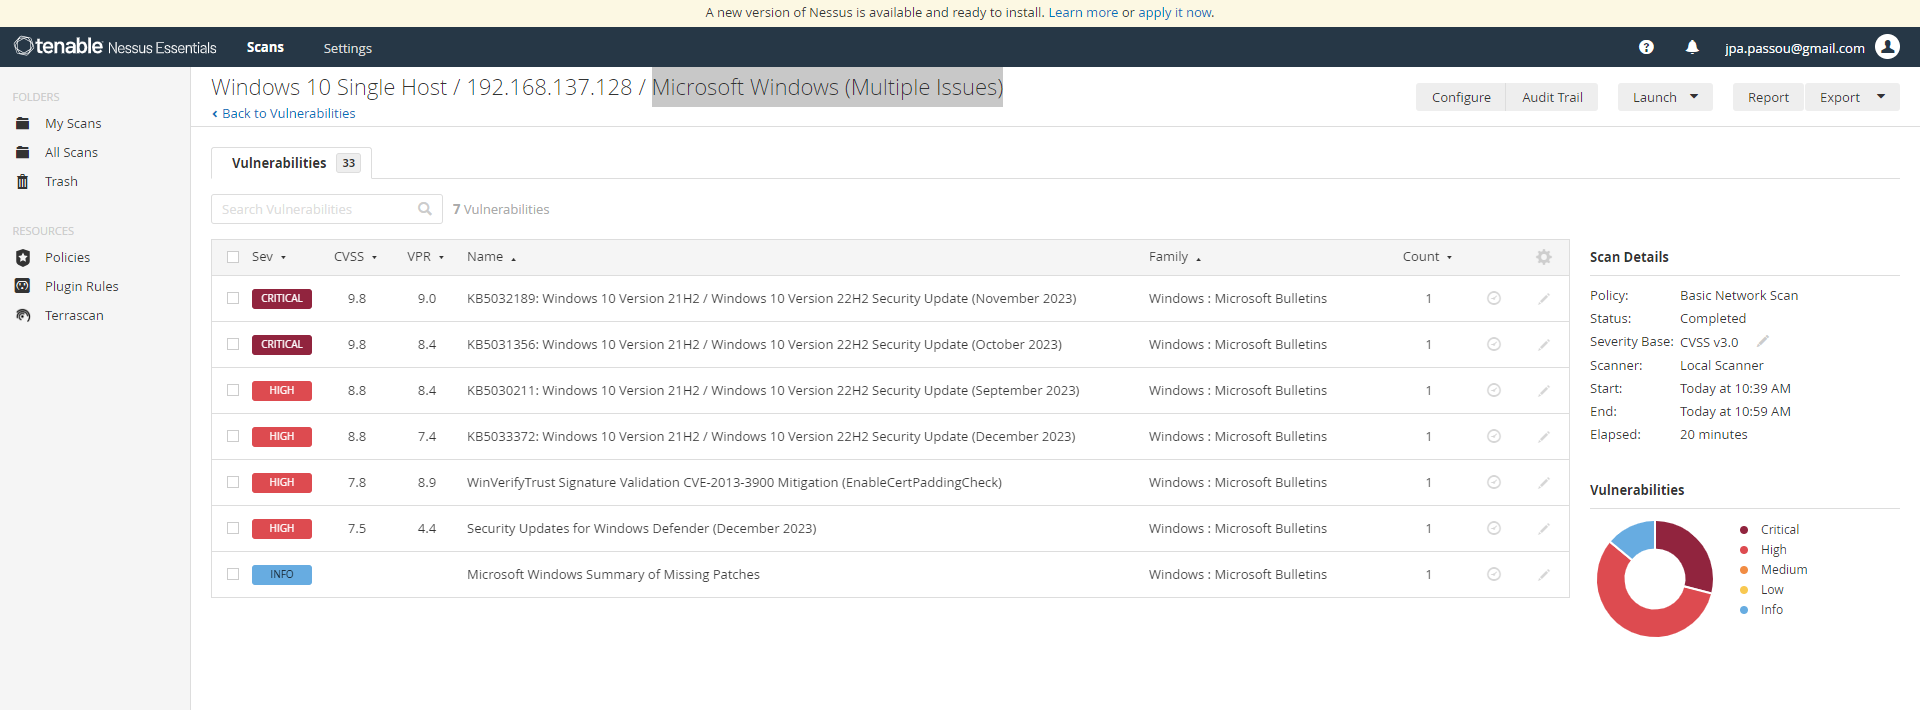 A new version of Nessus is available and ready to install. Learn more or apply it now.
tenable Nessus Essentials Scans Settings ? jpa.passou@gmail.com
FOLDERS
My Scans
All Scans
Trash
RESOURCES
Policies
Plugin Rules
Terrascan
Windows 10 Single Host / 192.168.137.128 / Microsoft Windows (Multiple Issues)
‹ Back to Vulnerabilities
Configure Audit Trail Launch Report Export
Vulnerabilities 33
Search Vulnerabilities 7 Vulnerabilities
Sev CVSS VPR Name Family Count
CRITICAL 9.8 9.0 KB5032189: Windows 10 Version 21H2 / Windows 10 Version 22H2 Security Update (November 2023) Windows : Microsoft Bulletins 1
CRITICAL 9.8 8.4 KB5031356: Windows 10 Version 21H2 / Windows 10 Version 22H2 Security Update (October 2023) Windows : Microsoft Bulletins 1
HIGH 8.8 8.4 KB5030211: Windows 10 Version 21H2 / Windows 10 Version 22H2 Security Update (September 2023) Windows : Microsoft Bulletins 1
HIGH 8.8 7.4 KB5033372: Windows 10 Version 21H2 / Windows 10 Version 22H2 Security Update (December 2023) Windows : Microsoft Bulletins 1
HIGH 7.8 8.9 WinVerifyTrust Signature Validation CVE-2013-3900 Mitigation (EnableCertPaddingCheck) Windows : Microsoft Bulletins 1
HIGH 7.5 4.4 Security Updates for Windows Defender (December 2023) Windows : Microsoft Bulletins 1
INFO Microsoft Windows Summary of Missing Patches Windows : Microsoft Bulletins 1
Scan Details
Policy: Basic Network Scan
Status: Completed
Severity Base: CVSS v3.0
Scanner: Local Scanner
Start: Today at 10:39 AM
End: Today at 10:59 AM
Elapsed: 20 minutes
Vulnerabilities
Critical
High
Medium
Low
Info